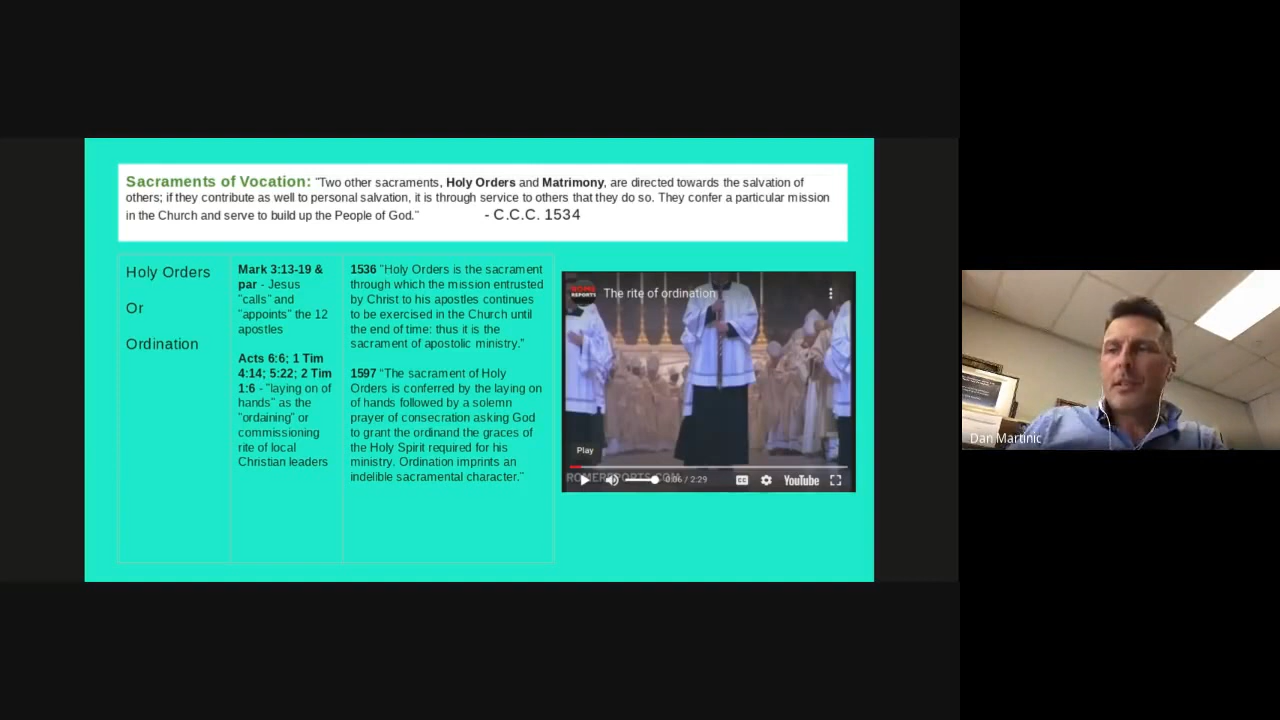 Sacraments of Vocation: "Two other sacraments, Holy Orders and Matrimony, are directed towards the salvation of
others; if they contribute as well to personal salvation, it is through service to others that they do so. They confer a particular mission
in the Church and serve to build up the People of God." - C.C.C. 1534
Holy Orders
Or
Ordination
Mark 3:13-19 &
par - Jesus
"calls" and
"appoints" the 12
apostles
Acts 6:6; 1 Tim
4:14; 5:22; 2 Tim
1:6 - "laying on of
hands" as the
"ordaining" or
commissioning
rite of local
Christian leaders
1536 "Holy Orders is the sacrament
through which the mission entrusted
by Christ to his apostles continues
to be exercised in the Church until
the end of time: thus it is the
sacrament of apostolic ministry."
1597 "The sacrament of Holy
Orders is conferred by the laying on
of hands followed by a solemn
prayer of consecration asking God
to grant the ordinand the graces of
the Holy Spirit required for his
ministry. Ordination imprints an
indelible sacramental character."
ROME
REPORTS
The rite of ordination
Play
ROMEREPORTS.COM
0:06 / 2:29
CC
YouTube
Dan Martinic